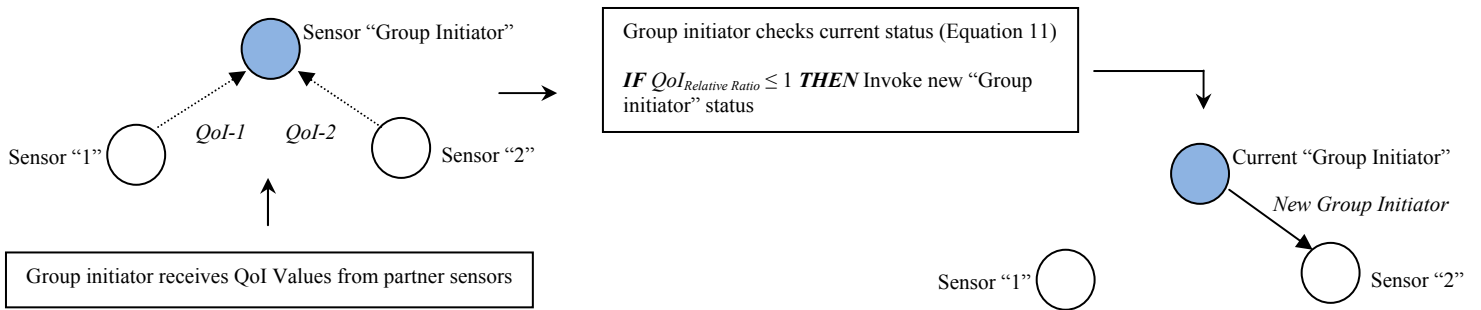 Sensor “Group Initiator”
QoI-1
QoI-2
Sensor “1”
Sensor “2”
Group initiator receives QoI Values from partner sensors
Group initiator checks current status (Equation 11)
IF QoI Relative Ratio ≤ 1 THEN Invoke new “Group
initiator” status
Current “Group Initiator”
New Group Initiator
Sensor “1”
Sensor “2”